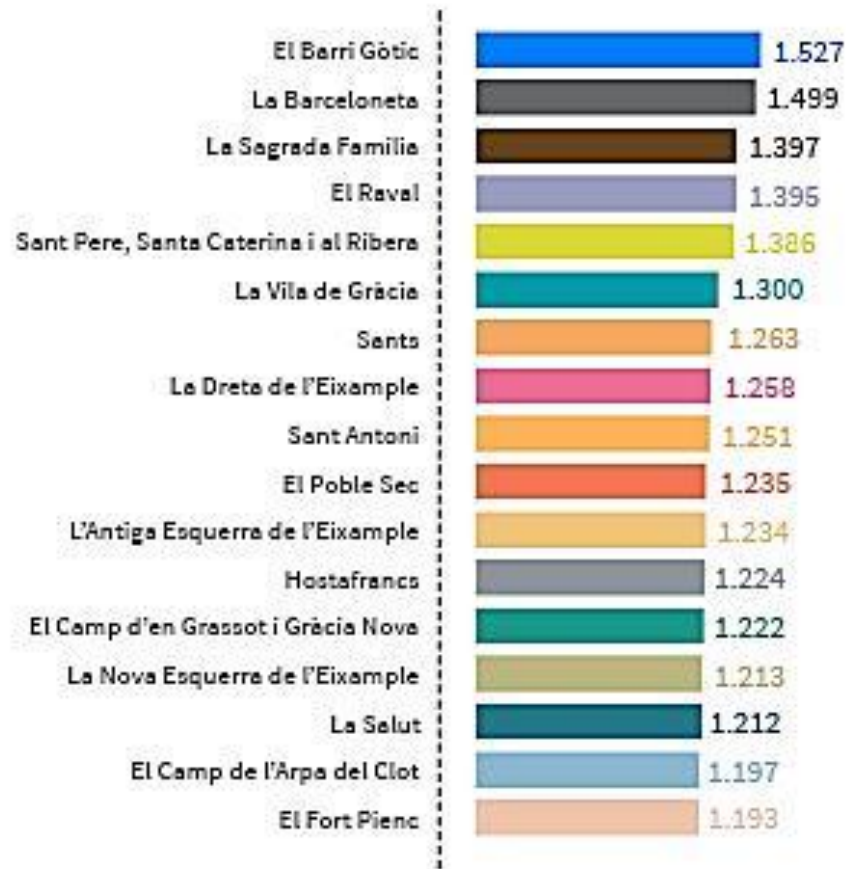 El Barri Gòtic 1.527
La Barceloneta 1.499
La Sagrada Família 1.397
El Raval 1.395
Sant Pere, Santa Caterina i al Ribera 1.386
La Vila de Gràcia 1.300
Sants 1.263
La Dreta de l'Eixample 1.258
Sant Antoni 1.251
El Poble Sec 1.235
L'Antiga Esquerra de l'Eixample 1.234
Hostafrancs 1.224
El Camp d'en Grassot i Gràcia Nova 1.222
La Nova Esquerra de l'Eixample 1.213
La Salut 1.212
El Camp de l'Arpa del Clot 1.197
El Fort Pienc 1.193